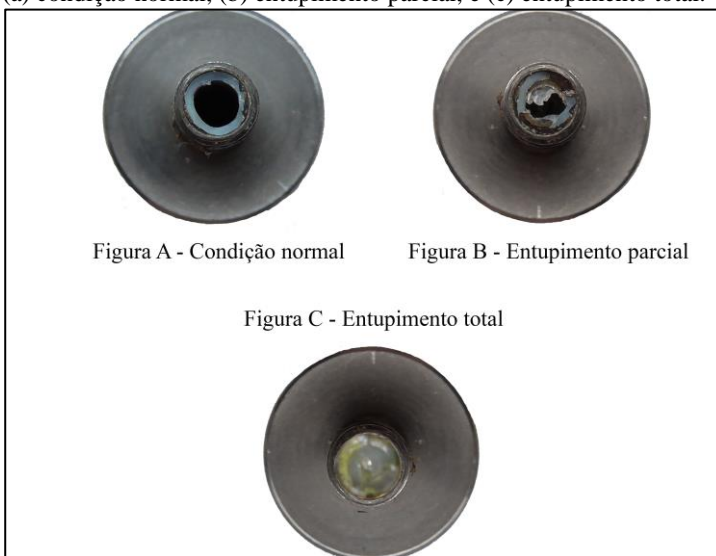 (a) condição normal, (b) entupimento parcial, e (c) entupimento total.
Figura A - Condição normal
Figura B - Entupimento parcial
Figura C - Entupimento total